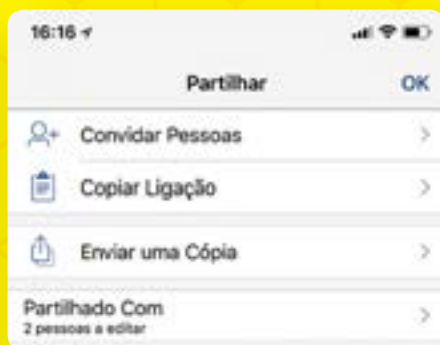 16:16
Partilhar
OK
Convidar Pessoas
Copiar Ligação
Enviar uma Cópia
Partilhado Com
2 pessoas a editar